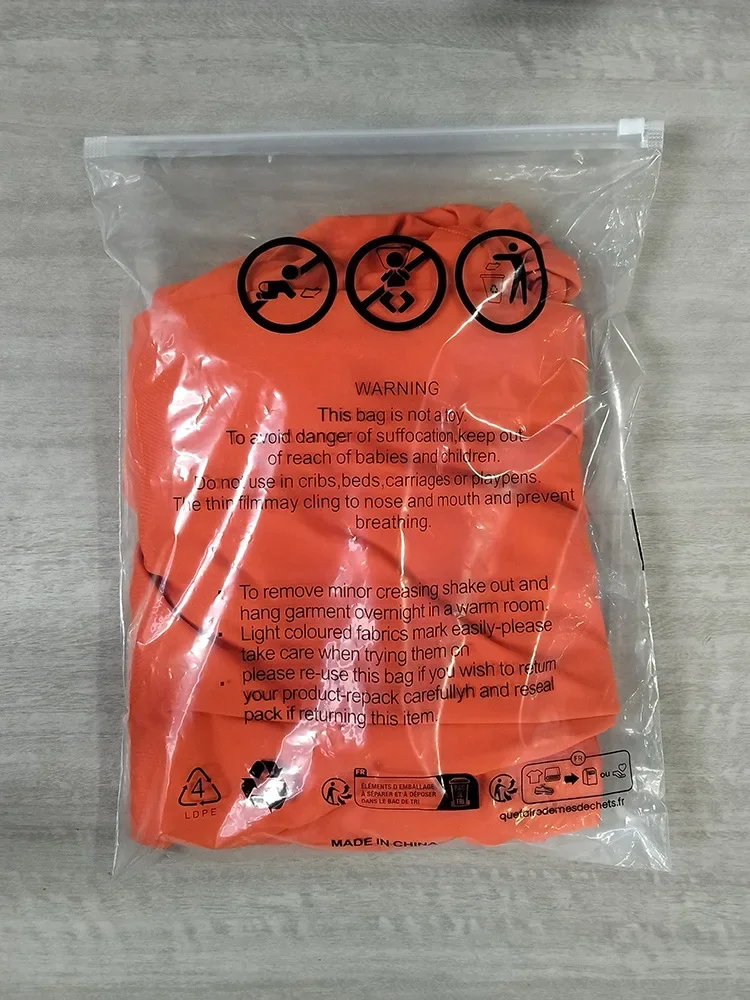 WARNING
This bag is not a toy.
To avoid danger of suffocation,keep out
of reach of babies and children.
Do not use in cribs,beds,carriages or playpens.
The thin filmmay cling to nose and mouth and prevent
breathing.
To remove minor creasing shake out and
hang garment overnight in a warm room.
Light coloured fabrics mark easily-please
take care when trying them on
please re-use this bag if you wish to return
your product-repack carefullyh and reseal
pack if returning this item.
4
LDPE
FR
ÉLÉMENTS D'EMBALLAGE
À SÉPARER ET À DÉPOSER
DANS LE BAC DE TRI
FR
ou
quefairedemesdechets.fr
MADE IN CHINA